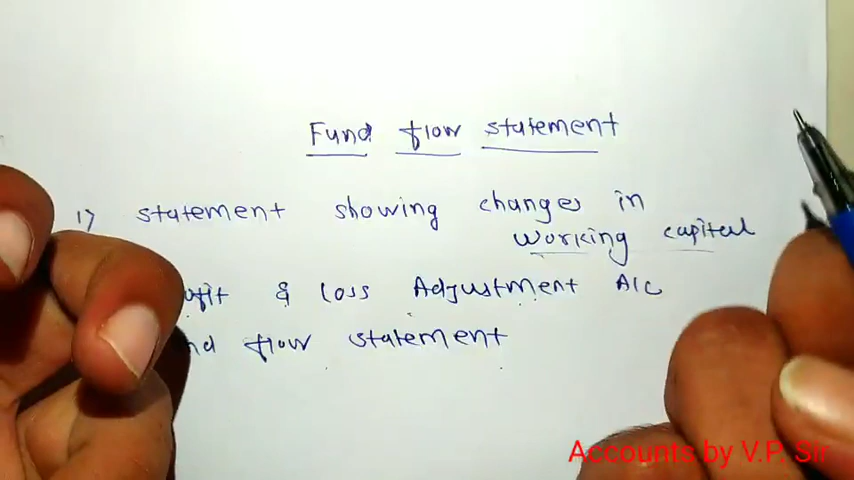 Fund flow statement
1) statement showing changes in
working capital
& Loss Adjustment A/c
flow statement
Accounts by V.P. Sir